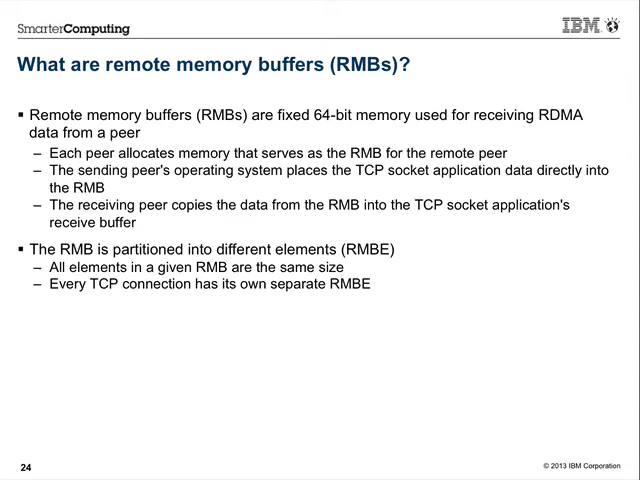 SmarterComputing
IBM
What are remote memory buffers (RMBs)?
▪ Remote memory buffers (RMBs) are fixed 64-bit memory used for receiving RDMA
data from a peer
– Each peer allocates memory that serves as the RMB for the remote peer
– The sending peer's operating system places the TCP socket application data directly into
the RMB
– The receiving peer copies the data from the RMB into the TCP socket application's
receive buffer
▪ The RMB is partitioned into different elements (RMBE)
– All elements in a given RMB are the same size
– Every TCP connection has its own separate RMBE
24
© 2013 IBM Corporation